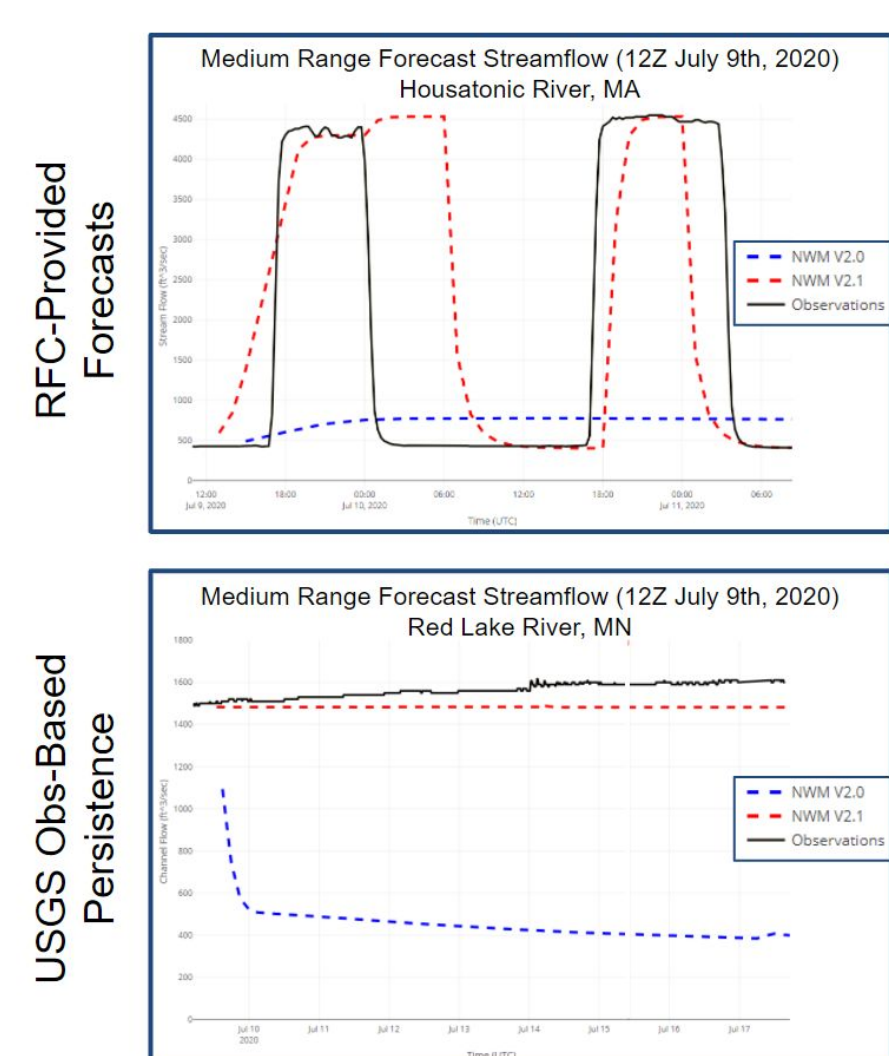 RFC-Provided
Forecasts
Medium Range Forecast Streamflow (12Z July 9th, 2020)
Housatonic River, MA
Stream Flow (ft^3/sec)
4500
4000
3500
3000
2500
2000
1500
1000
500
0
12:00
Jul 9, 2020
18:00
00:00
Jul 10, 2020
06:00
12:00
18:00
00:00
Jul 11, 2020
06:00
Time (UTC)
NWM V2.0
NWM V2.1
Observations
USGS Obs-Based
Persistence
Medium Range Forecast Streamflow (12Z July 9th, 2020)
Red Lake River, MN
Channel Flow (ft^3/sec)
1800
1600
1400
1200
1000
800
600
400
200
0
Jul 10
2020
Jul 11
Jul 12
Jul 13
Jul 14
Jul 15
Jul 16
Jul 17
Time (UTC)
NWM V2.0
NWM V2.1
Observations